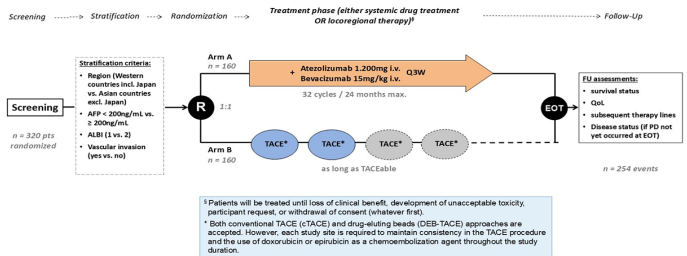 Treatment phase (either systemic drug treatment
OR locoregional therapy)§
Screening
Stratification
Randomization
Follow-Up
Stratification criteria:
• Region (Western
countries incl. Japan
vs. Asian countries
excl. Japan)
• AFP < 200ng/mL vs.
≥ 200ng/mL
• ALBI (1 vs. 2)
• Vascular invasion
(yes vs. no)
Screening
n = 320 pts
randomized
R
1:1
Arm A
n = 160
+ Atezolizumab 1.200mg i.v.
Bevacizumab 15mg/kg i.v.
Q3W
32 cycles / 24 months max.
Arm B
n = 160
TACE*
TACE*
TACE*
TACE*
as long as TACEable
EOT
FU assessments:
• survival status
• QoL
• subsequent therapy lines
• Disease status (if PD not
yet occurred at EOT)
n = 254 events
§ Patients will be treated until loss of clinical benefit, development of unacceptable toxicity,
participant request, or withdrawal of consent (whatever first).
* Both conventional TACE (cTACE) and drug-eluting beads (DEB-TACE) approaches are
accepted. However, each study site is required to maintain consistency in the TACE procedure
and the use of doxorubicin or epirubicin as a chemoembolization agent throughout the study
duration.